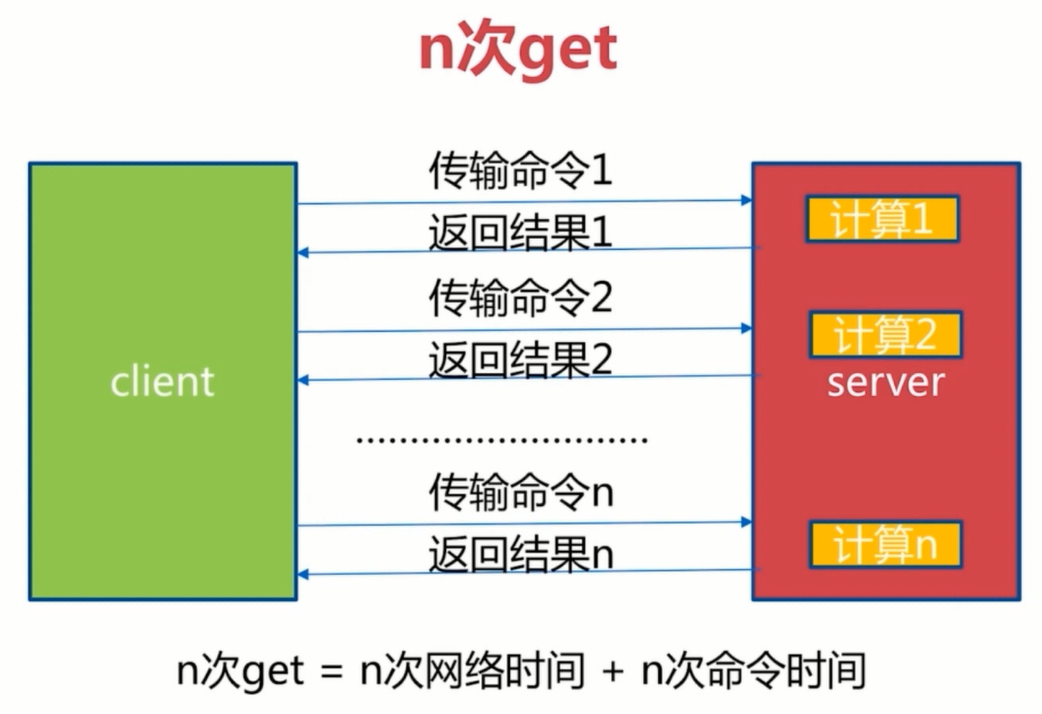 n次get
传输命令1
计算1
返回结果1
传输命令2
计算2
返回结果2
client
server
...........................
传输命令n
计算n
返回结果n
n次get = n次网络时间 + n次命令时间